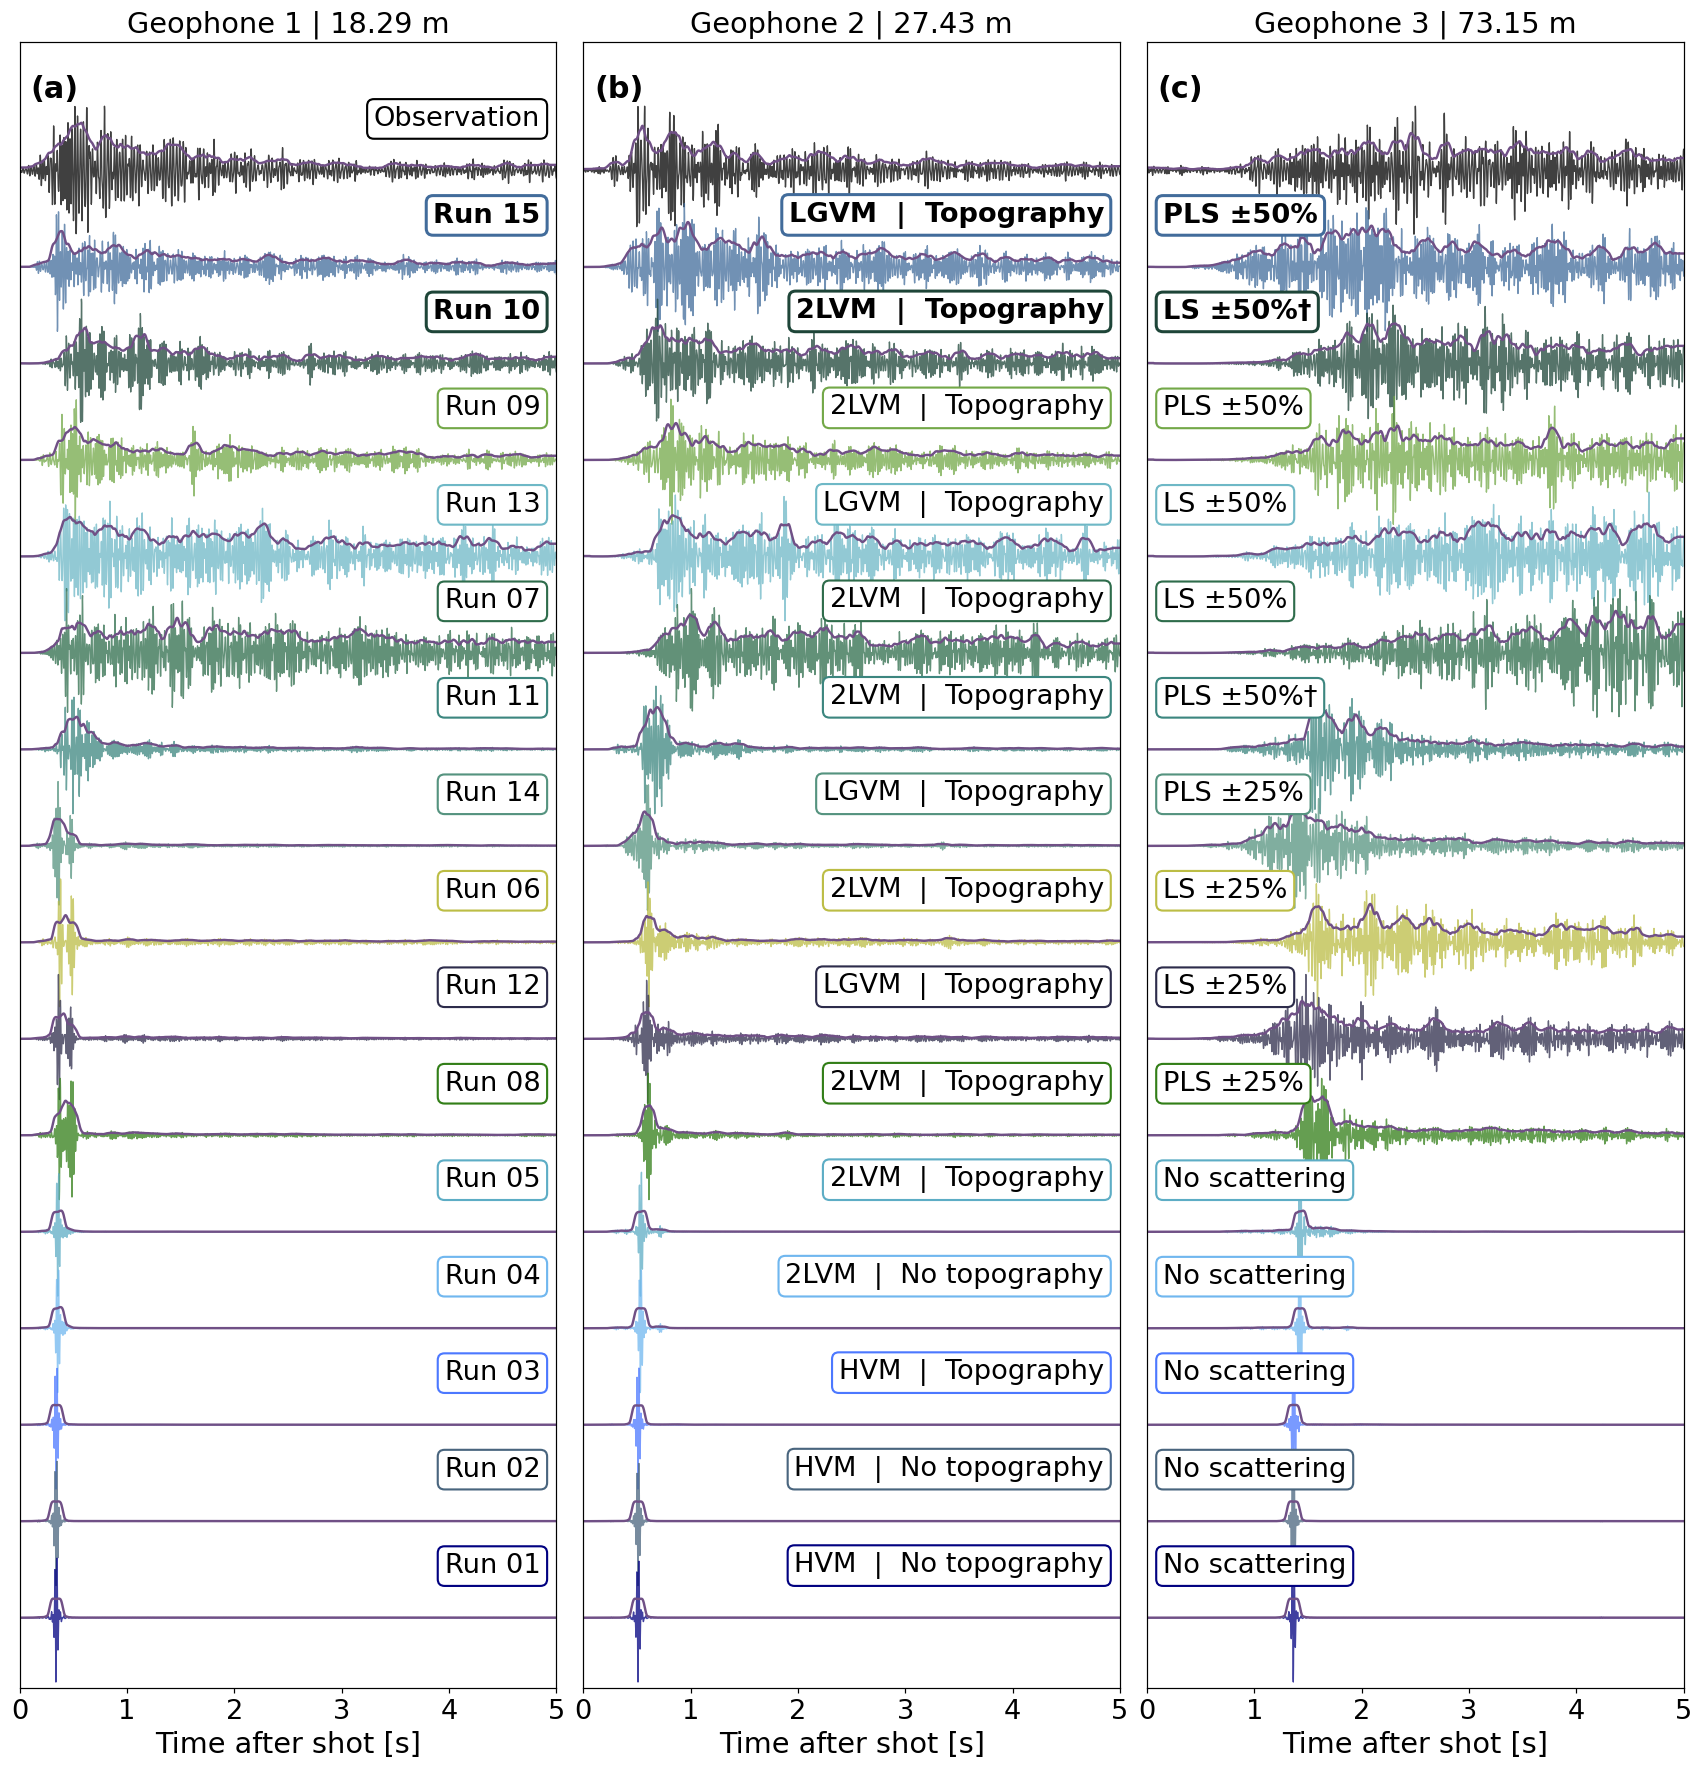 Geophone 1 | 18.29 m
Geophone 2 | 27.43 m
Geophone 3 | 73.15 m
(a)
(b)
(c)
Observation
Run 15
LGVM | Topography
PLS ±50%
Run 10
2LVM | Topography
LS ±50%†
Run 09
2LVM | Topography
PLS ±50%
Run 13
LGVM | Topography
LS ±50%
Run 07
2LVM | Topography
LS ±50%
Run 11
2LVM | Topography
PLS ±50%†
Run 14
LGVM | Topography
PLS ±25%
Run 06
2LVM | Topography
LS ±25%
Run 12
LGVM | Topography
LS ±25%
Run 08
2LVM | Topography
PLS ±25%
Run 05
2LVM | Topography
No scattering
Run 04
2LVM | No topography
No scattering
Run 03
HVM | Topography
No scattering
Run 02
HVM | No topography
No scattering
Run 01
HVM | No topography
No scattering
0 1 2 3 4 5
0 1 2 3 4 5
0 1 2 3 4 5
Time after shot [s]
Time after shot [s]
Time after shot [s]